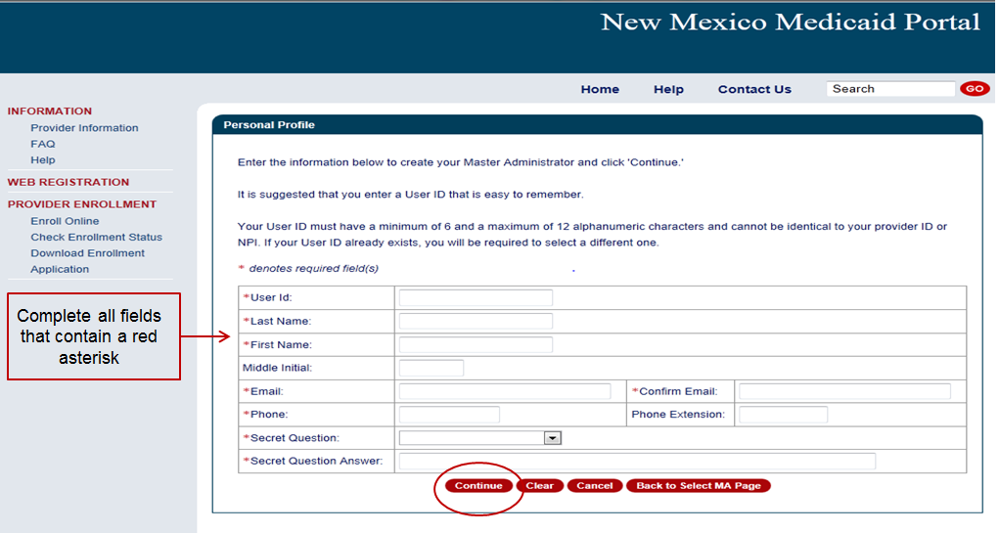 New Mexico Medicaid Portal
Home Help Contact Us Search GO
INFORMATION
Provider Information
FAQ
Help
WEB REGISTRATION
PROVIDER ENROLLMENT
Enroll Online
Check Enrollment Status
Download Enrollment
Application
Complete all fields
that contain a red
asterisk
Personal Profile
Enter the information below to create your Master Administrator and click 'Continue.'
It is suggested that you enter a User ID that is easy to remember.
Your User ID must have a minimum of 6 and a maximum of 12 alphanumeric characters and cannot be identical to your provider ID or
NPI. If your User ID already exists, you will be required to select a different one.
* denotes required field(s) .
*User Id:
*Last Name:
*First Name:
Middle Initial:
*Email: *Confirm Email:
*Phone: Phone Extension:
*Secret Question:
*Secret Question Answer:
Continue Clear Cancel Back to Select MA Page